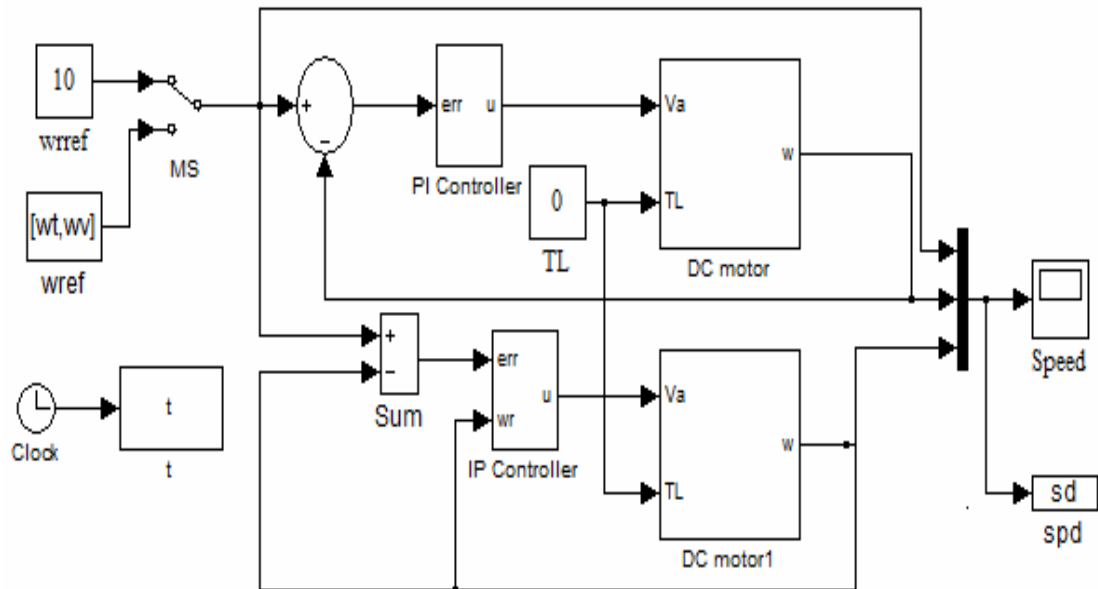 10
wrref
MS
[wt,wv]
wref
+
−
err
u
PI Controller
Va
w
TL
DC motor
0
TL
Speed
+
−
Sum
err
u
wr
IP Controller
Va
w
TL
DC motor1
Clock
t
t
sd
spd